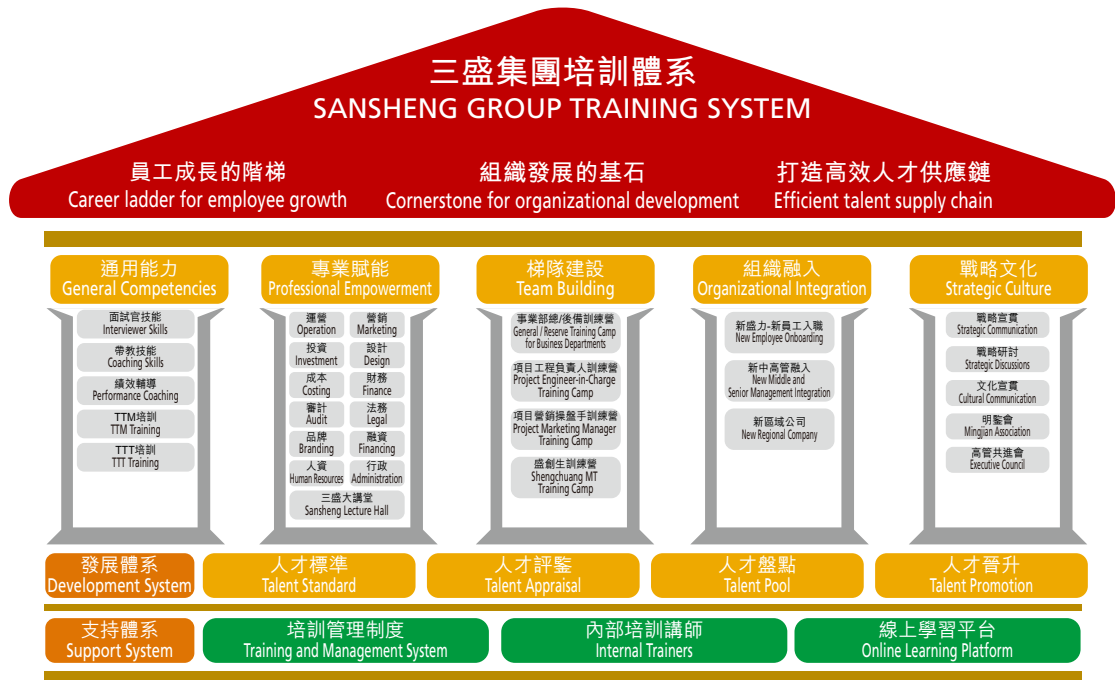 三盛集團培訓體系
SANSHENG GROUP TRAINING SYSTEM
員工成長的階梯
Career ladder for employee growth
組織發展的基石
Cornerstone for organizational development
打造高效人才供應鏈
Efficient talent supply chain
通用能力
General Competencies
面試官技能
Interviewer Skills
帶教技能
Coaching Skills
績效輔導
Performance Coaching
TTM培訓
TTM Training
TTT培訓
TTT Training
專業賦能
Professional Empowerment
運營
Operation
營銷
Marketing
投資
Investment
設計
Design
成本
Costing
財務
Finance
審計
Audit
法務
Legal
品牌
Branding
融資
Financing
人資
Human Resources
行政
Administration
三盛大講堂
Sansheng Lecture Hall
梯隊建設
Team Building
事業部總/後備訓練營
General / Reserve Training Camp
for Business Departments
項目工程負責人訓練營
Project Engineer-in-Charge
Training Camp
項目營銷操盤手訓練營
Project Marketing Manager
Training Camp
盛創生訓練營
Shengchuang MT
Training Camp
組織融入
Organizational Integration
新盛力-新員工入職
New Employee Onboarding
新中高管融入
New Middle and
Senior Management Integration
新區域公司
New Regional Company
戰略文化
Strategic Culture
戰略宣貫
Strategic Communication
戰略研討
Strategic Discussions
文化宣貫
Cultural Communication
明鑒會
Mingjian Association
高管共進會
Executive Council
發展體系
Development System
人才標準
Talent Standard
人才評鑒
Talent Appraisal
人才盤點
Talent Pool
人才晉升
Talent Promotion
支持體系
Support System
培訓管理制度
Training and Management System
內部培訓講師
Internal Trainers
線上學習平台
Online Learning Platform